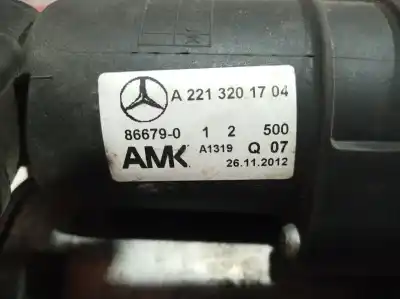 A 221 320 17 04
86679-0 1 2 500
AMK A1319 Q 07
26.11.2012